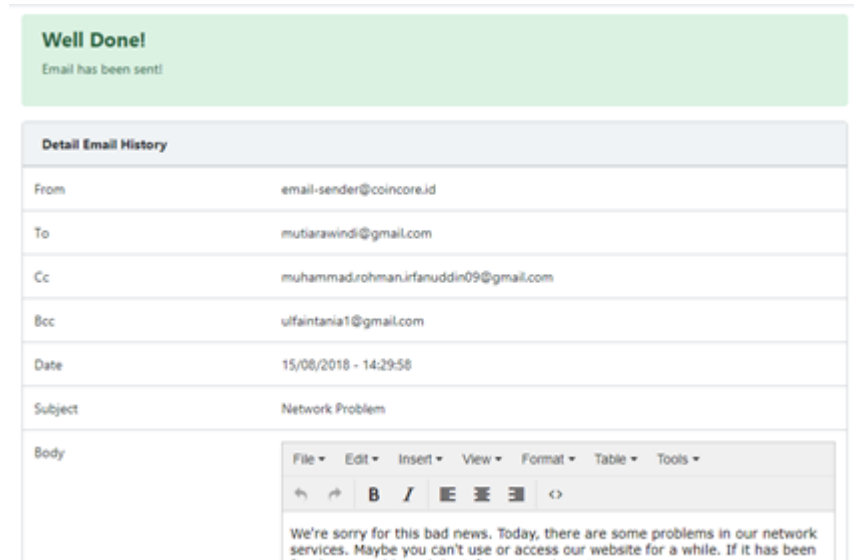 Well Done!
Email has been sent!
Detail Email History
From email-sender@coincore.id
To mutiarawindi@gmail.com
Cc muhammad.rohman.irfanuddin09@gmail.com
Bcc ulfaintania1@gmail.com
Date 15/08/2018 - 14:29:58
Subject Network Problem
Body
File Edit Insert View Format Table Tools
B I
We're sorry for this bad news. Today, there are some problems in our network
services. Maybe you can't use or access our website for a while. If it has been